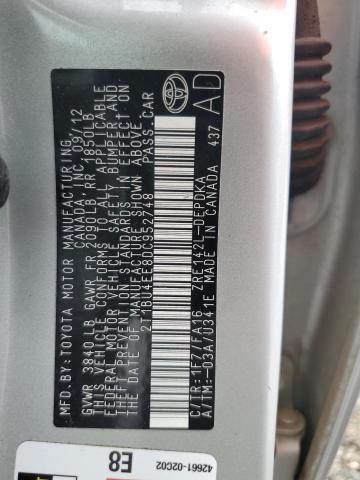 MFD.BY:TOYOTA MOTOR MANUFACTURING
CANADA INC. 09/12
GVWR 3840LB GAWR FR 2090LB RR 1850LB
THIS VEHICLE CONFORMS TO ALL APPLICABLE
FEDERAL MOTOR VEHICLE SAFETY, BUMPER, AND
THEFT PREVENTION STANDARDS IN EFFECT ON
THE DATE OF MANUFACTURE SHOWN ABOVE.
2T1BU4EE8DC952748 PASS.CAR
C/TR:1F7/FA16 ZRE142L-DEPDKA
A/TM:-03A/U341E MADE IN CANADA 437
TOYOTA
AD
42661-02C02
E8